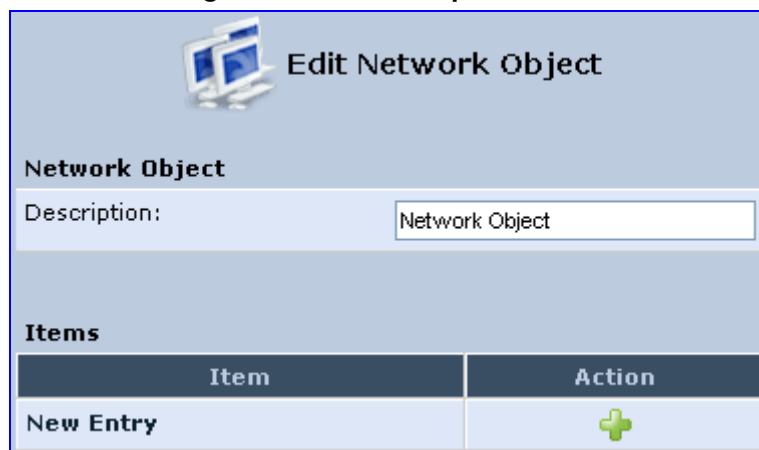 Edit Network Object
Network Object
Description:
Network Object
Items
Item
Action
New Entry